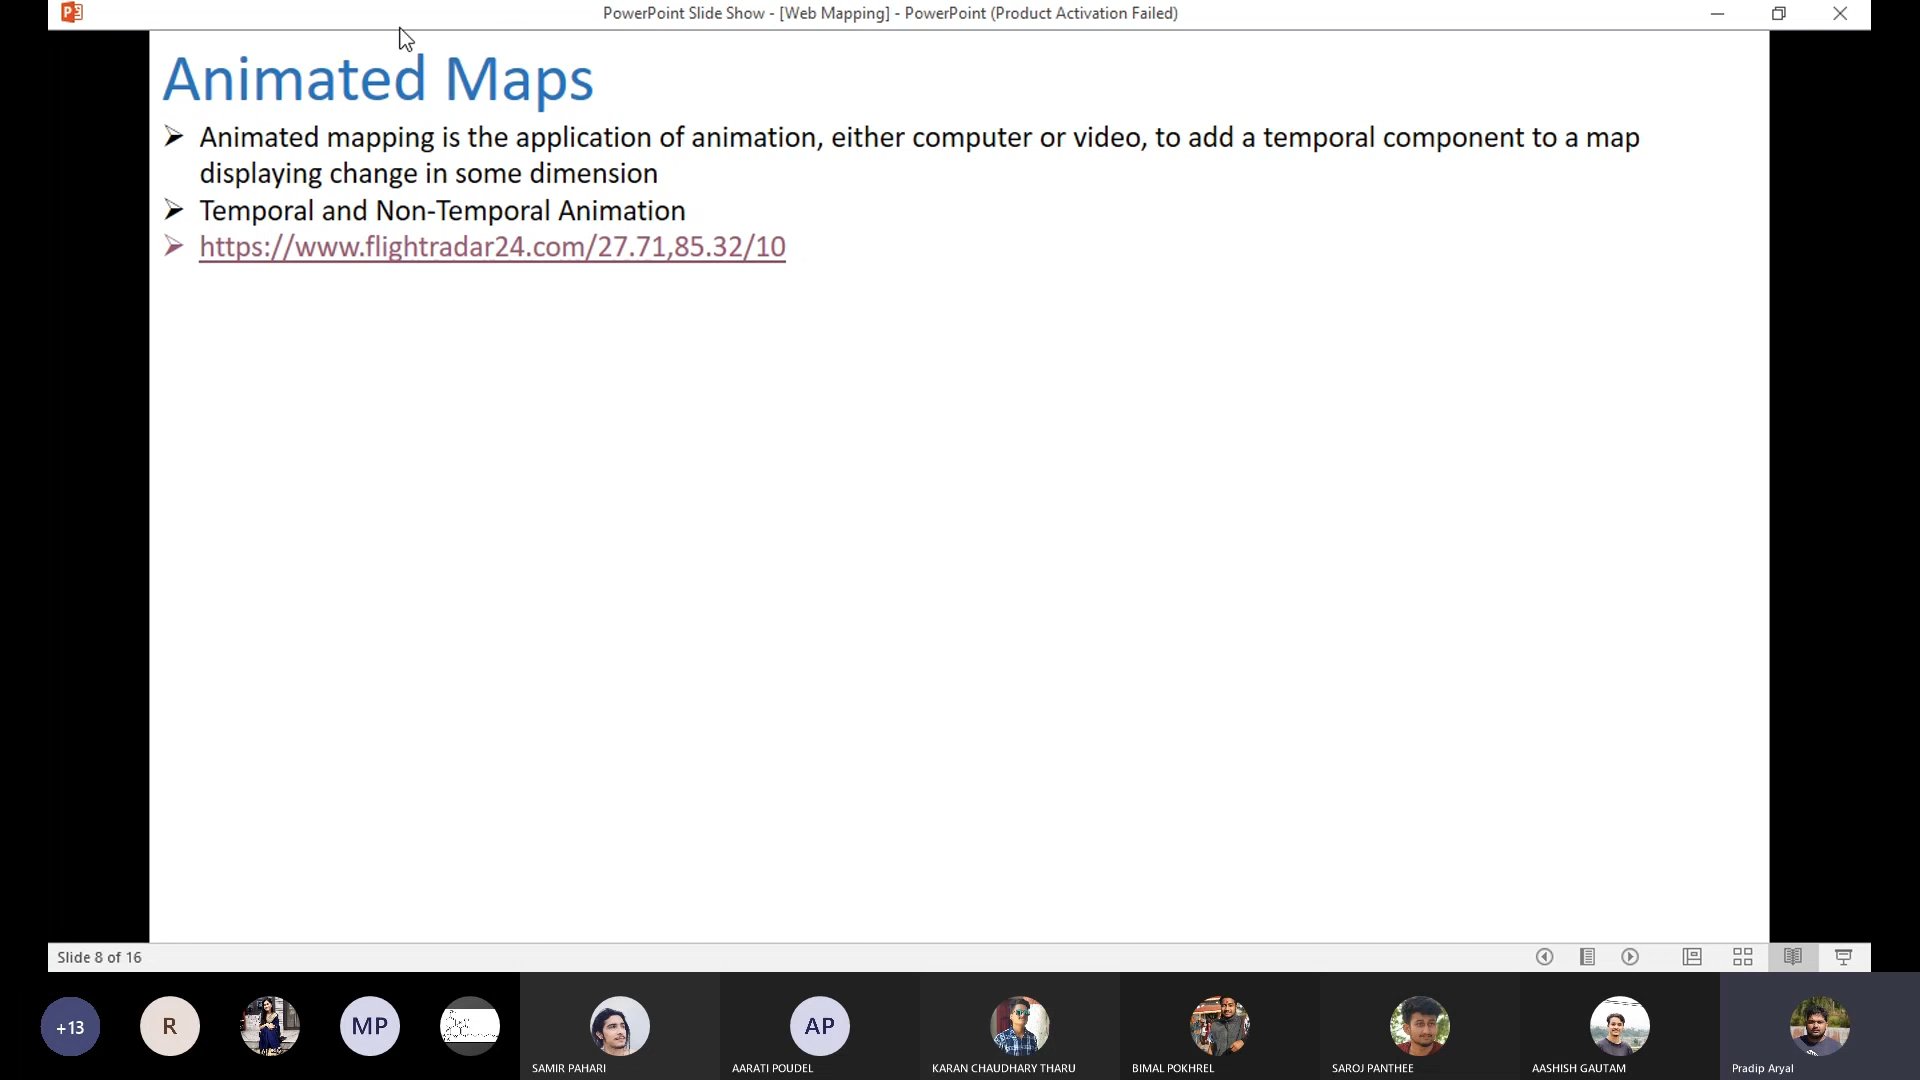 PowerPoint Slide Show - [Web Mapping] - PowerPoint (Product Activation Failed)
Animated Maps
Animated mapping is the application of animation, either computer or video, to add a temporal component to a map
displaying change in some dimension
Temporal and Non-Temporal Animation
https://www.flightradar24.com/27.71,85.32/10
Slide 8 of 16
+13
R
MP
AP
SAMIR PAHARI
AARATI POUDEL
KARAN CHAUDHARY THARU
BIMAL POKHREL
SAROJ PANTHEE
AASHISH GAUTAM
Pradip Aryal